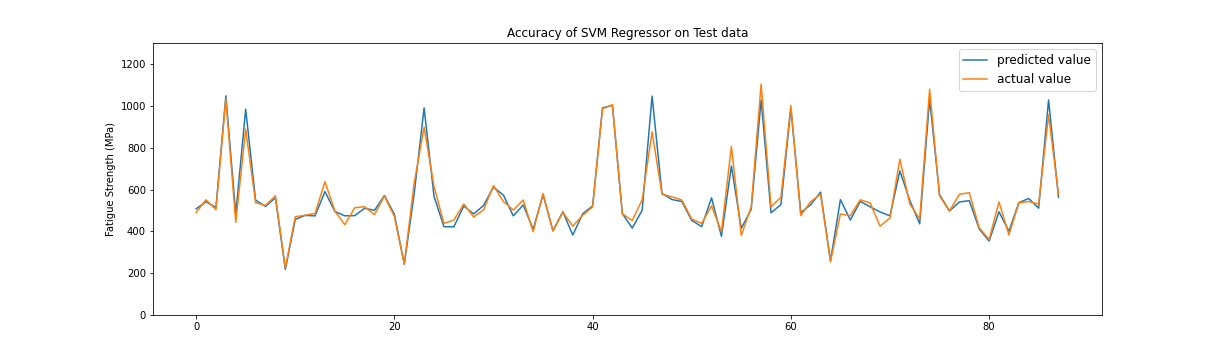 Accuracy of SVM Regressor on Test data
predicted value
actual value
Fatigue Strength (MPa)
1200
1000
800
600
400
200
0
0 20 40 60 80